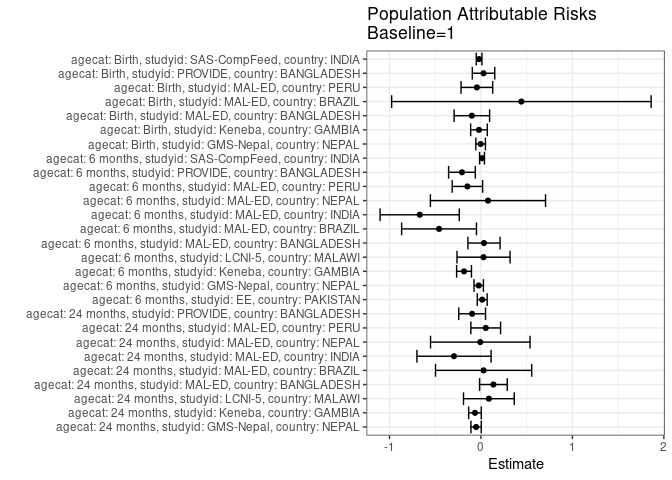 Population Attributable Risks
Baseline=1
agecat: Birth, studyid: SAS-CompFeed, country: INDIA
agecat: Birth, studyid: PROVIDE, country: BANGLADESH
agecat: Birth, studyid: MAL-ED, country: PERU
agecat: Birth, studyid: MAL-ED, country: BRAZIL
agecat: Birth, studyid: MAL-ED, country: BANGLADESH
agecat: Birth, studyid: Keneba, country: GAMBIA
agecat: Birth, studyid: GMS-Nepal, country: NEPAL
agecat: 6 months, studyid: SAS-CompFeed, country: INDIA
agecat: 6 months, studyid: PROVIDE, country: BANGLADESH
agecat: 6 months, studyid: MAL-ED, country: PERU
agecat: 6 months, studyid: MAL-ED, country: NEPAL
agecat: 6 months, studyid: MAL-ED, country: INDIA
agecat: 6 months, studyid: MAL-ED, country: BRAZIL
agecat: 6 months, studyid: MAL-ED, country: BANGLADESH
agecat: 6 months, studyid: LCNI-5, country: MALAWI
agecat: 6 months, studyid: Keneba, country: GAMBIA
agecat: 6 months, studyid: GMS-Nepal, country: NEPAL
agecat: 6 months, studyid: EE, country: PAKISTAN
agecat: 24 months, studyid: PROVIDE, country: BANGLADESH
agecat: 24 months, studyid: MAL-ED, country: PERU
agecat: 24 months, studyid: MAL-ED, country: NEPAL
agecat: 24 months, studyid: MAL-ED, country: INDIA
agecat: 24 months, studyid: MAL-ED, country: BRAZIL
agecat: 24 months, studyid: MAL-ED, country: BANGLADESH
agecat: 24 months, studyid: LCNI-5, country: MALAWI
agecat: 24 months, studyid: Keneba, country: GAMBIA
agecat: 24 months, studyid: GMS-Nepal, country: NEPAL
-1 0 1 2
Estimate